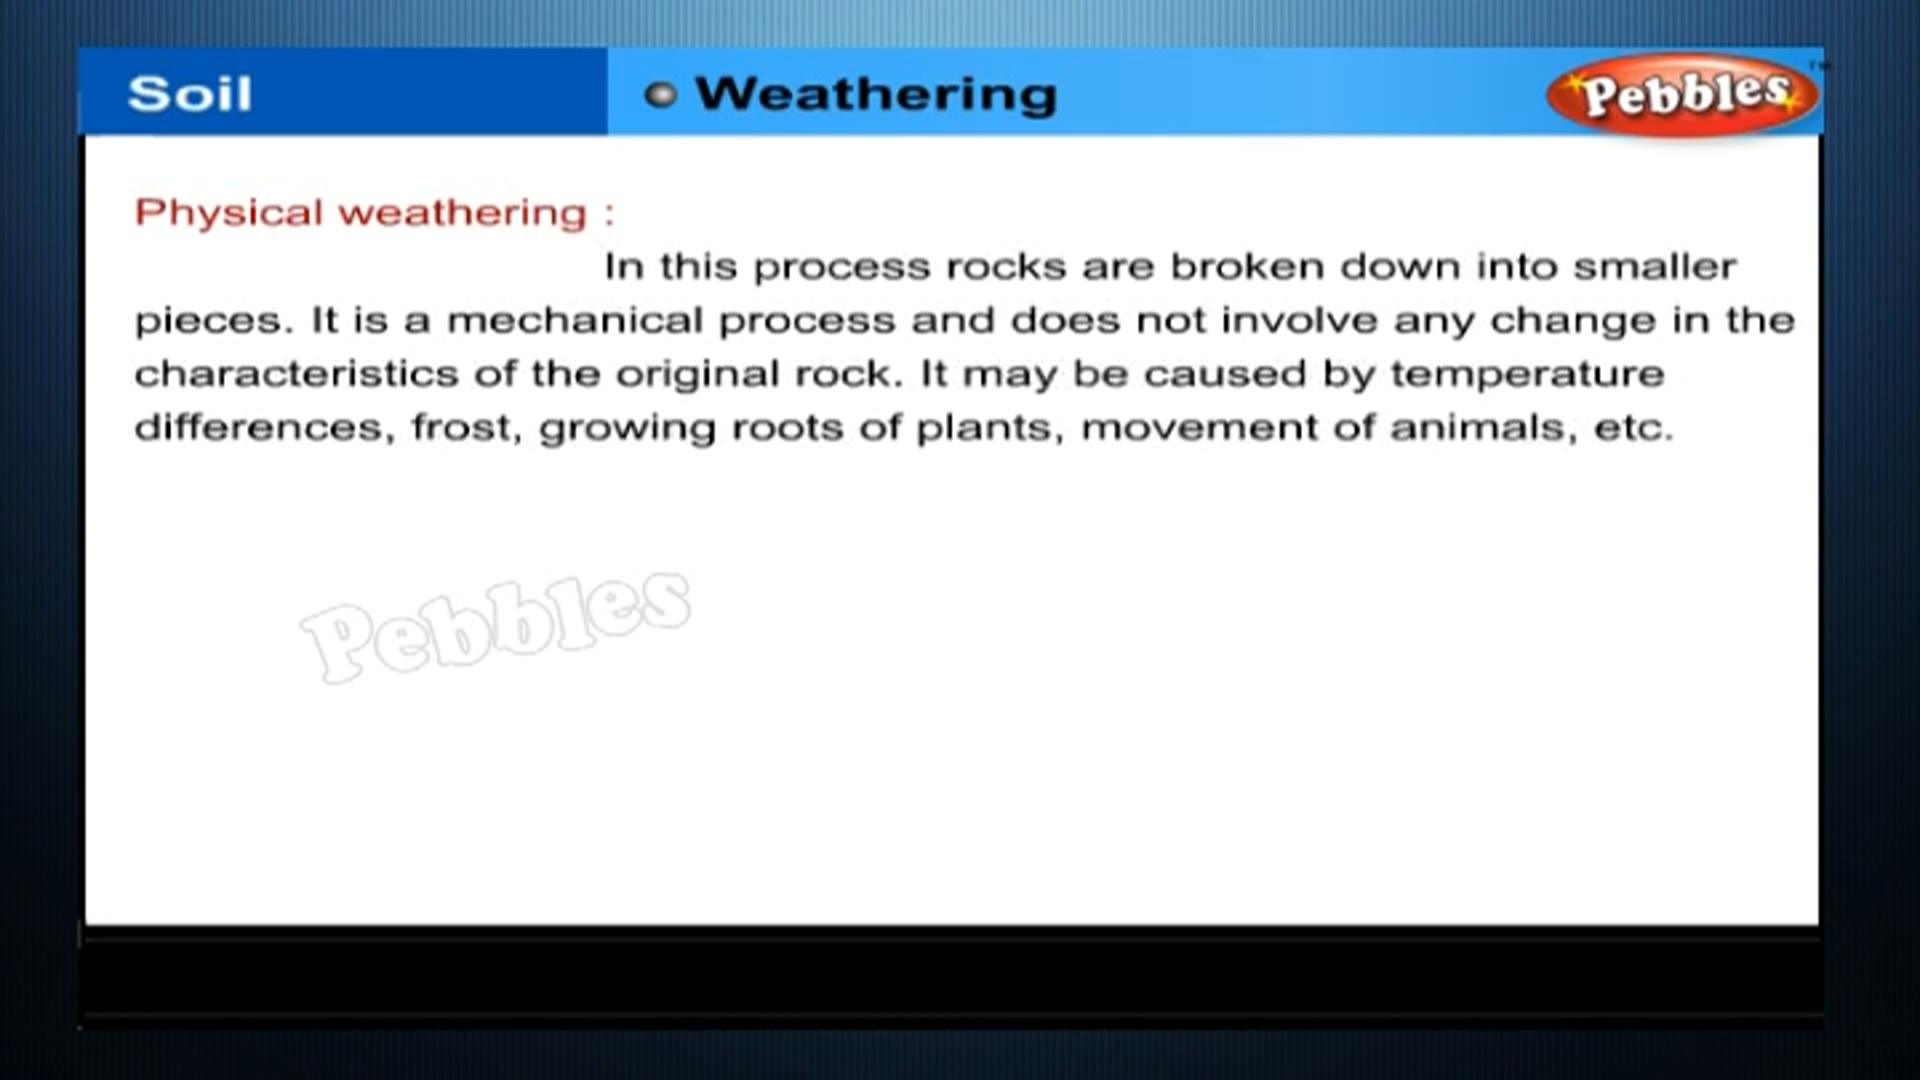 Soil
Weathering
Pebbles
TM
Physical weathering :
In this process rocks are broken down into smaller
pieces. It is a mechanical process and does not involve any change in the
characteristics of the original rock. It may be caused by temperature
differences, frost, growing roots of plants, movement of animals, etc.
Pebbles